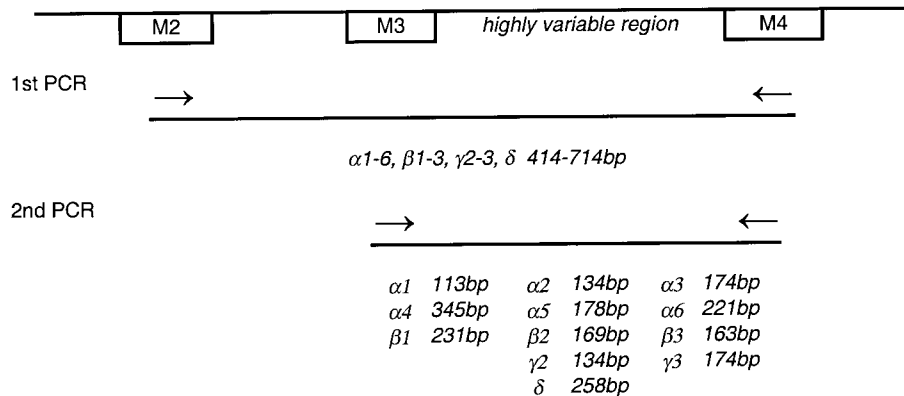 M2 M3 highly variable region M4
1st PCR
α1-6, β1-3, γ2-3, δ 414-714bp
2nd PCR
α1 113bp α2 134bp α3 174bp
α4 345bp α5 178bp α6 221bp
β1 231bp β2 169bp β3 163bp
γ2 134bp γ3 174bp
δ 258bp